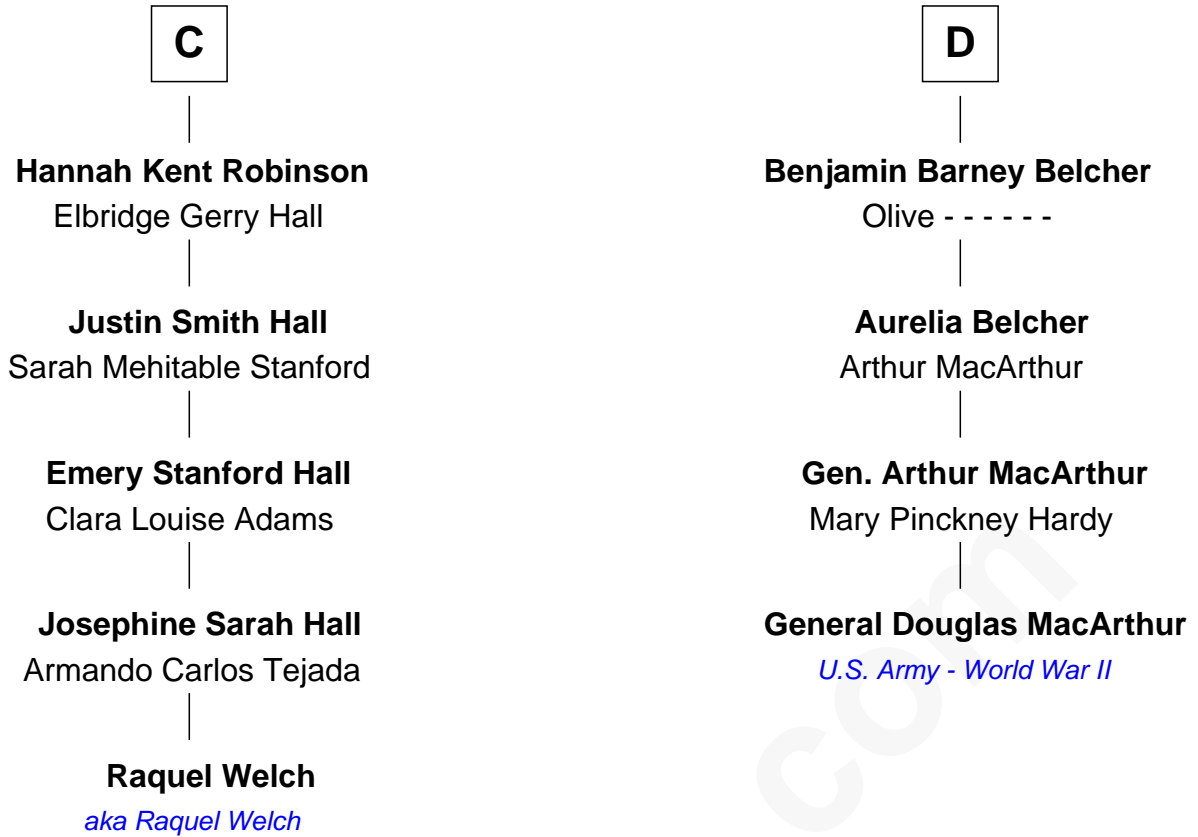 C
Hannah Kent Robinson
Elbridge Gerry Hall
Justin Smith Hall
Sarah Mehitable Stanford
Emery Stanford Hall
Clara Louise Adams
Josephine Sarah Hall
Armando Carlos Tejada
Raquel Welch
aka Raquel Welch
D
Benjamin Barney Belcher
Olive - - - - - -
Aurelia Belcher
Arthur MacArthur
Gen. Arthur MacArthur
Mary Pinckney Hardy
General Douglas MacArthur
U.S. Army - World War II
com